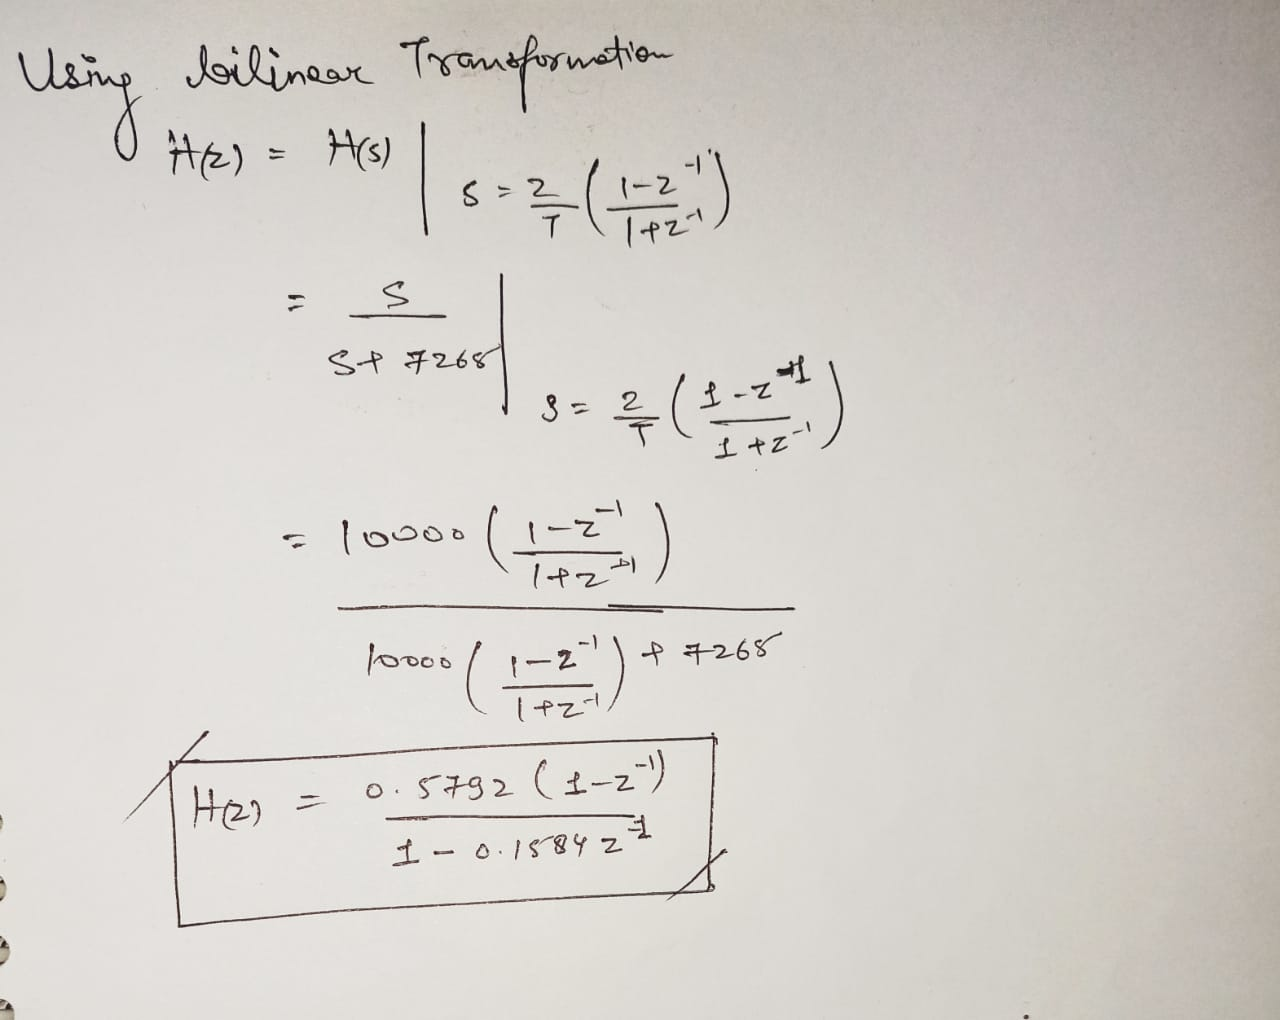 Using bilinear Transformation
H(z) = H(s) | s = 2/T ( (1-z^-1) / (1+z^-1) )
= s / (s + 7268) | s = 2/T ( (1-z^-1) / (1+z^-1) )
= 10000 ( (1-z^-1) / (1+z^-1) )
10000 ( (1-z^-1) / (1+z^-1) ) + 7268
H(z) = 0.5792 (1-z^-1) / (1 - 0.1584 z^-1)